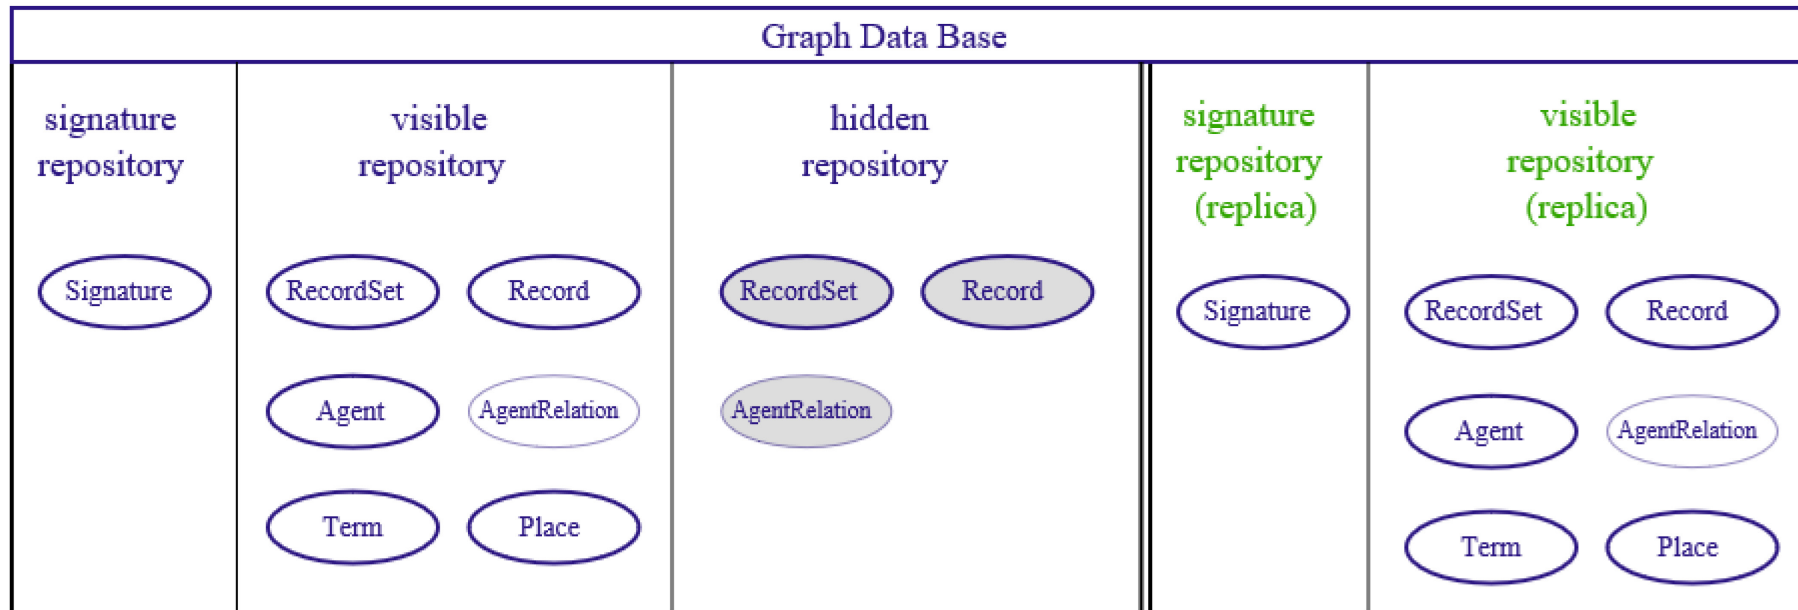 Graph Data Base
signature
repository
visible
repository
hidden
repository
signature
repository
(replica)
visible
repository
(replica)
Signature
RecordSet
Record
RecordSet
Record
Signature
RecordSet
Record
Agent
AgentRelation
AgentRelation
Agent
AgentRelation
Term
Place
Term
Place